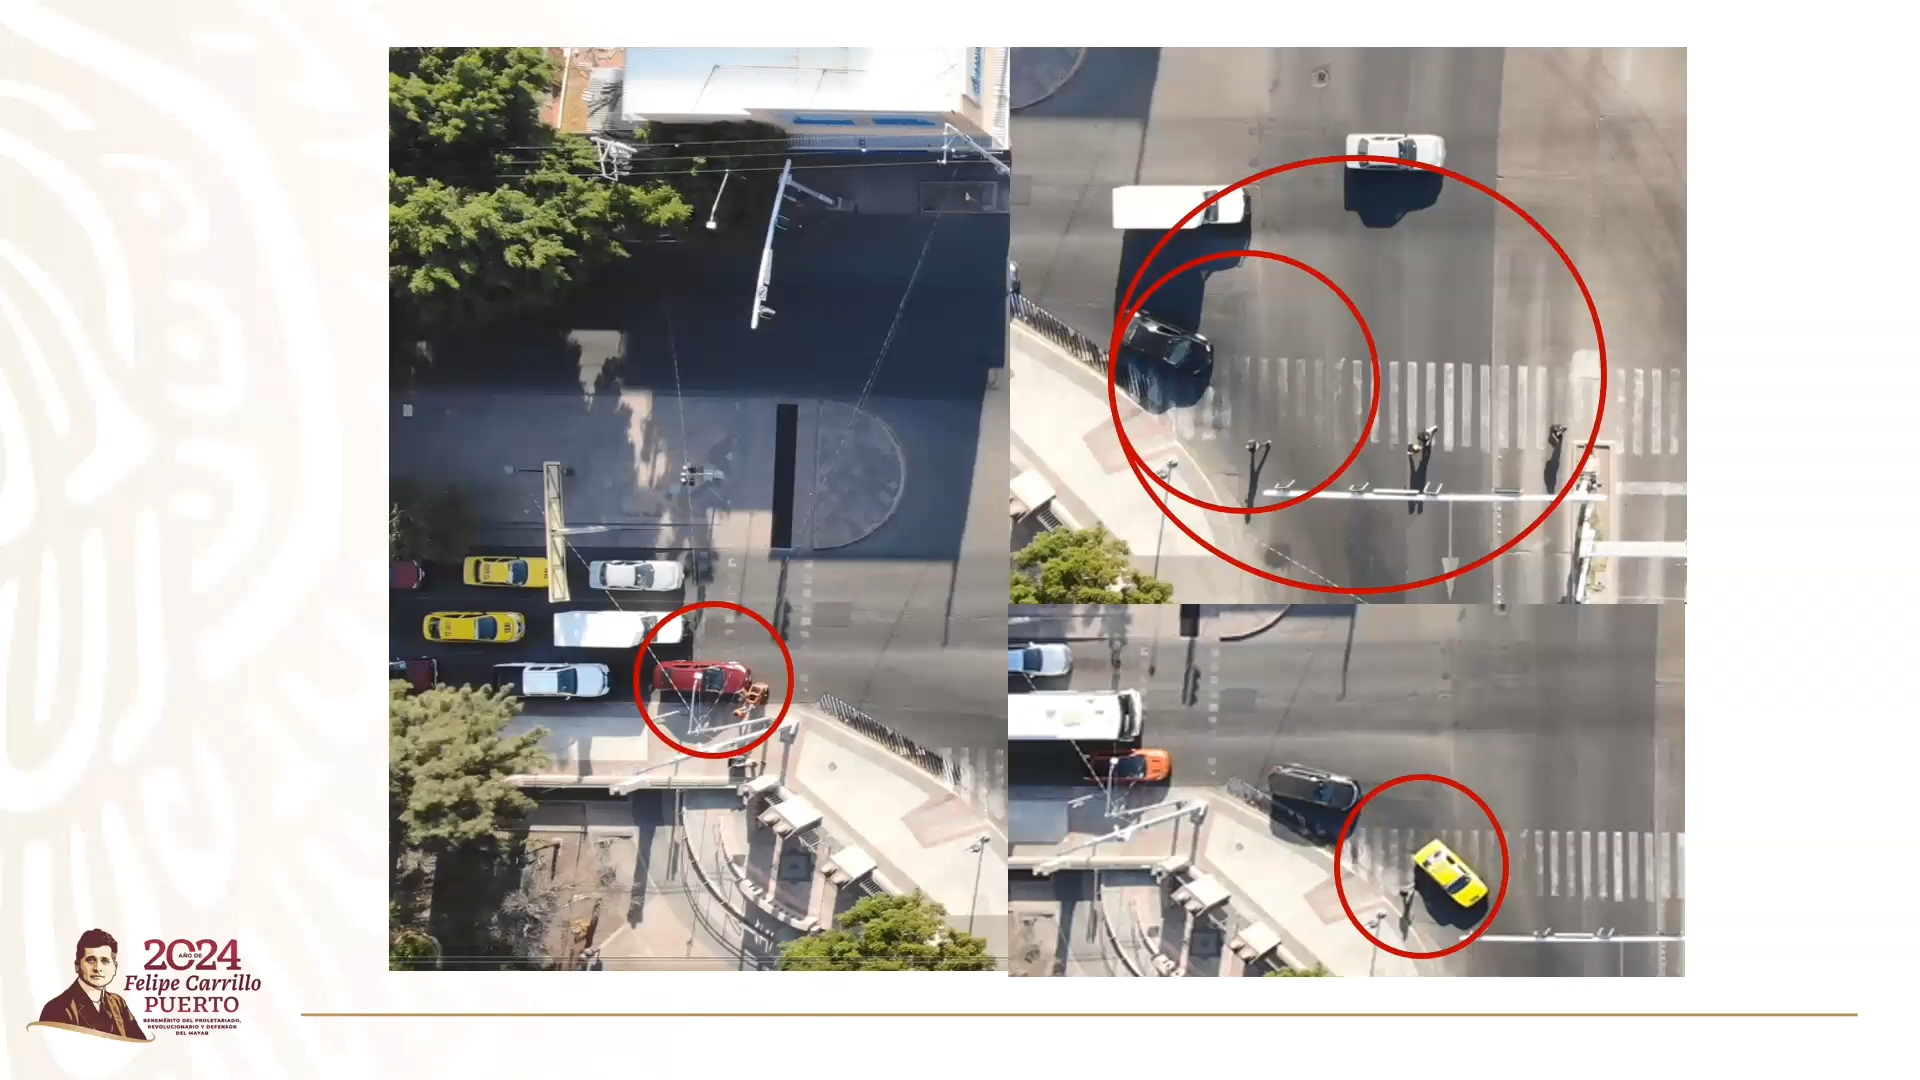 2024
AÑO DE
Felipe Carrillo
PUERTO
BENEMÉRITO DEL PROLETARIADO,
REVOLUCIONARIO Y DEFENSOR
DEL MAYAB